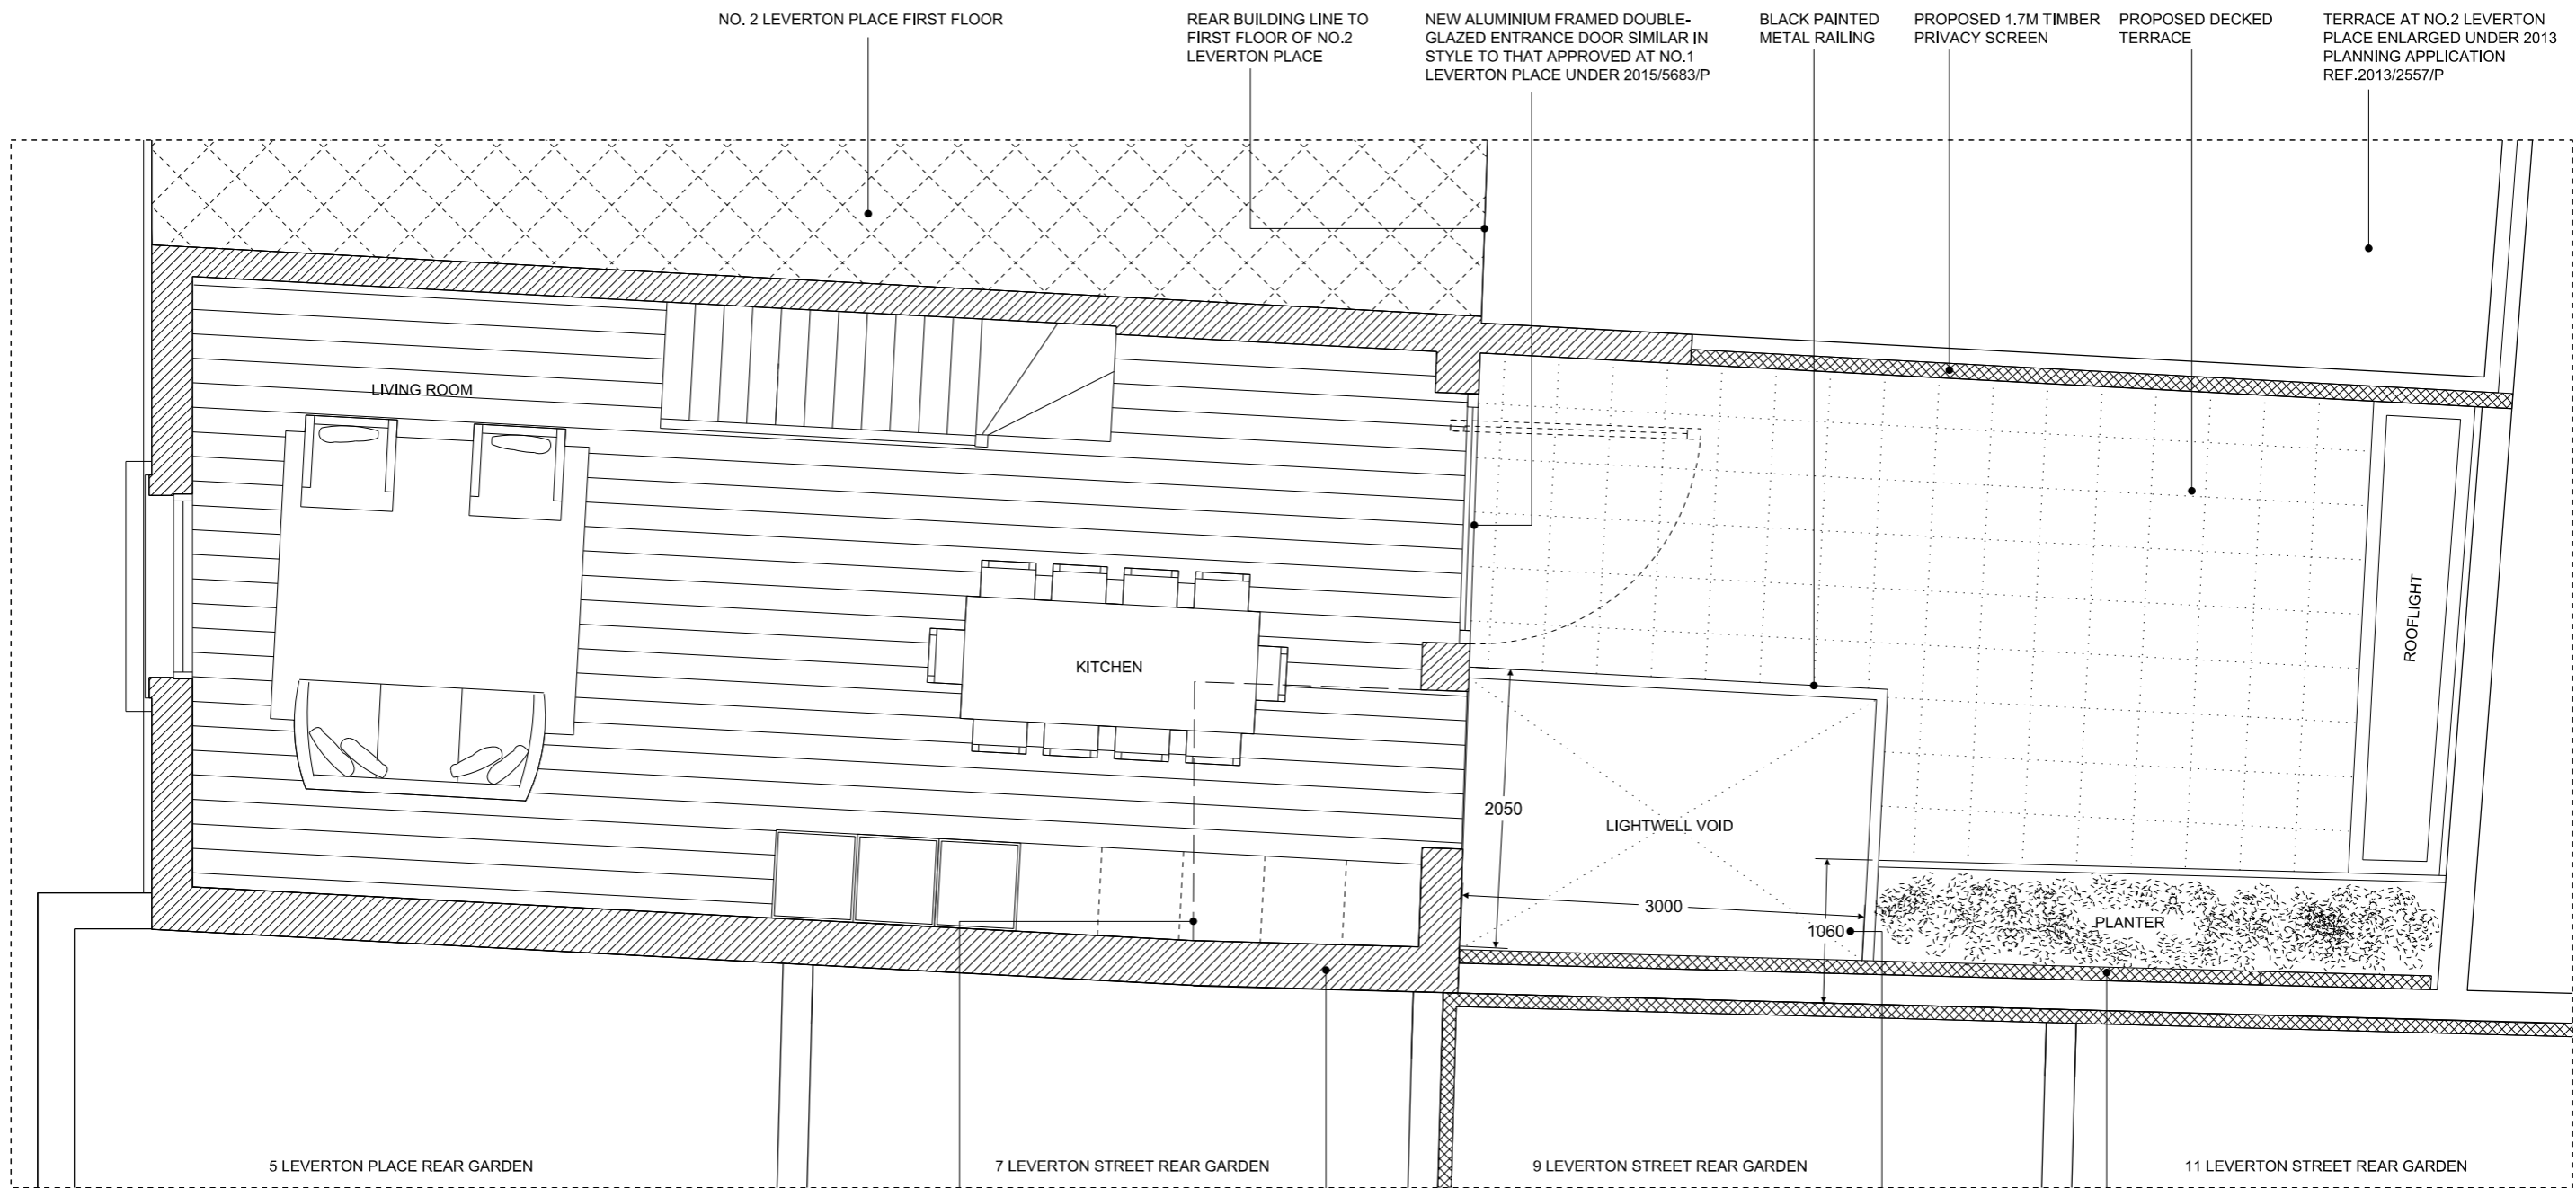 NO. 2 LEVERTON PLACE FIRST FLOOR
REAR BUILDING LINE TO
FIRST FLOOR OF NO.2
LEVERTON PLACE
NEW ALUMINIUM FRAMED DOUBLE-
GLAZED ENTRANCE DOOR SIMILAR IN
STYLE TO THAT APPROVED AT NO.1
LEVERTON PLACE UNDER 2015/5683/P
BLACK PAINTED
METAL RAILING
PROPOSED 1.7M TIMBER
PRIVACY SCREEN
PROPOSED DECKED
TERRACE
TERRACE AT NO.2 LEVERTON
PLACE ENLARGED UNDER 2013
PLANNING APPLICATION
REF.2013/2557/P
LIVING ROOM
KITCHEN
ROOFLIGHT
2050
LIGHTWELL VOID
3000
1060
PLANTER
5 LEVERTON PLACE REAR GARDEN
7 LEVERTON STREET REAR GARDEN
9 LEVERTON STREET REAR GARDEN
11 LEVERTON STREET REAR GARDEN